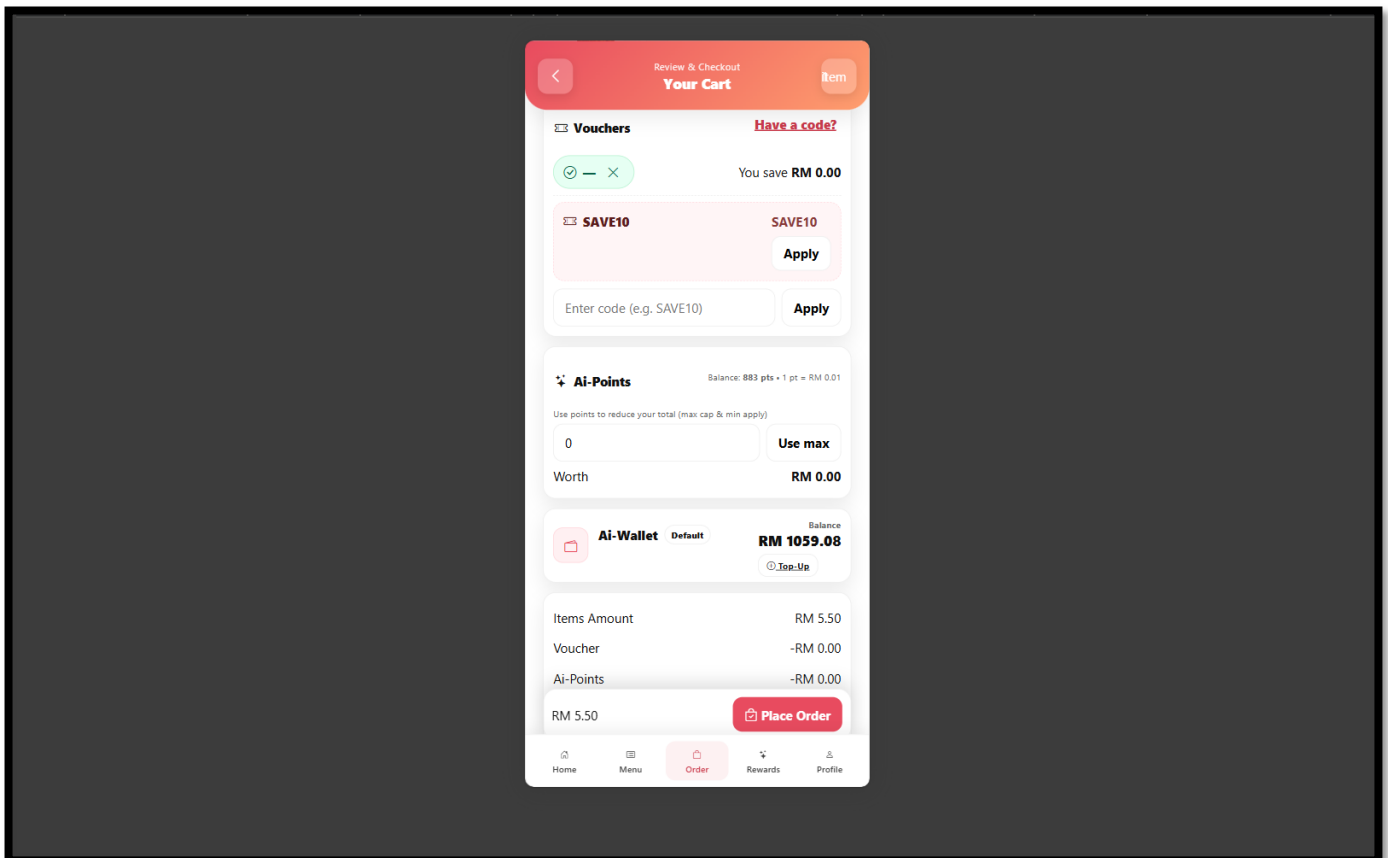 Review & Checkout
Your Cart
Item
Vouchers
Have a code?
—
You save RM 0.00
SAVE10
SAVE10
Apply
Enter code (e.g. SAVE10)
Apply
Ai-Points
Balance: 883 pts • 1 pt = RM 0.01
Use points to reduce your total (max cap & min apply)
0
Use max
Worth
RM 0.00
Ai-Wallet
Default
Balance
RM 1059.08
Top-Up
Items Amount
RM 5.50
Voucher
-RM 0.00
Ai-Points
-RM 0.00
RM 5.50
Place Order
Home
Menu
Order
Rewards
Profile